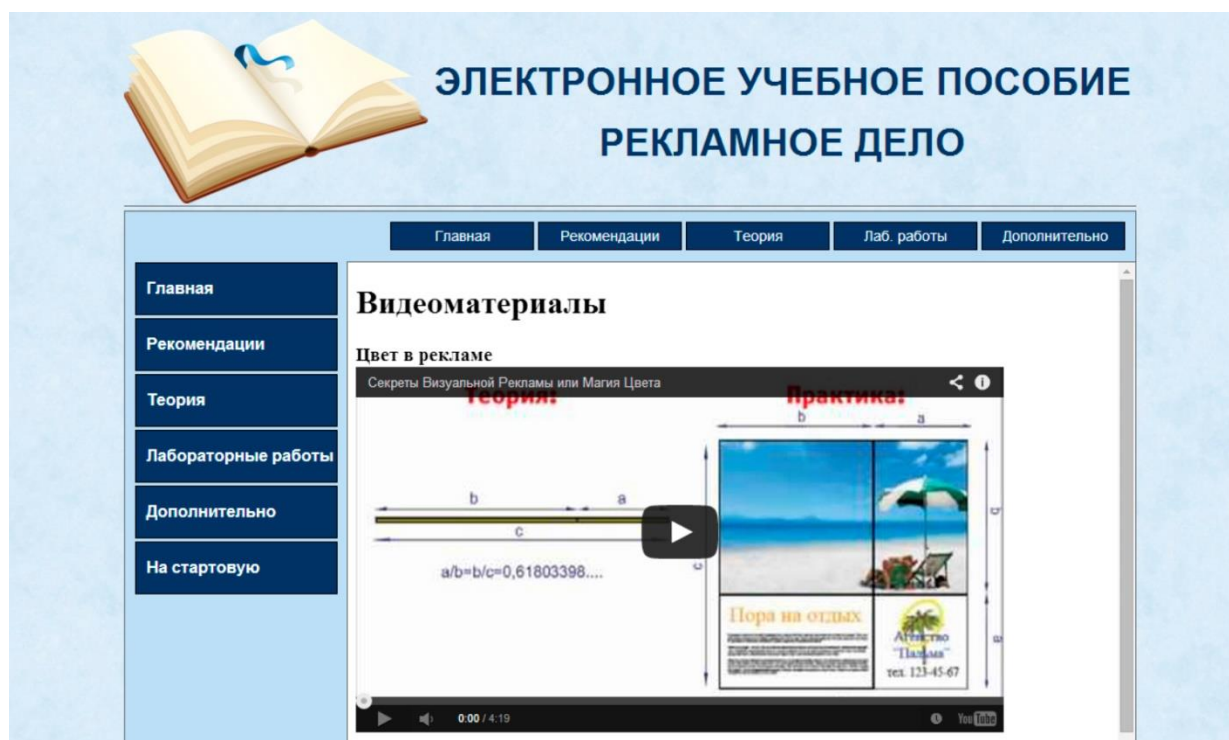 ЭЛЕКТРОННОЕ УЧЕБНОЕ ПОСОБИЕ
РЕКЛАМНОЕ ДЕЛО
Главная Рекомендации Теория Лаб. работы Дополнительно
Главная
Рекомендации
Теория
Лабораторные работы
Дополнительно
На стартовую
Видеоматериалы
Цвет в рекламе
Секреты Визуальной Рекламы или Магия Цвета
Теория: Практика:
b a
b a
c
a/b=b/c=0,61803398....
c
b
a
Пора на отдых
Агенство
"Пальма"
тел. 123-45-67
0:00 / 4:19
YouTube